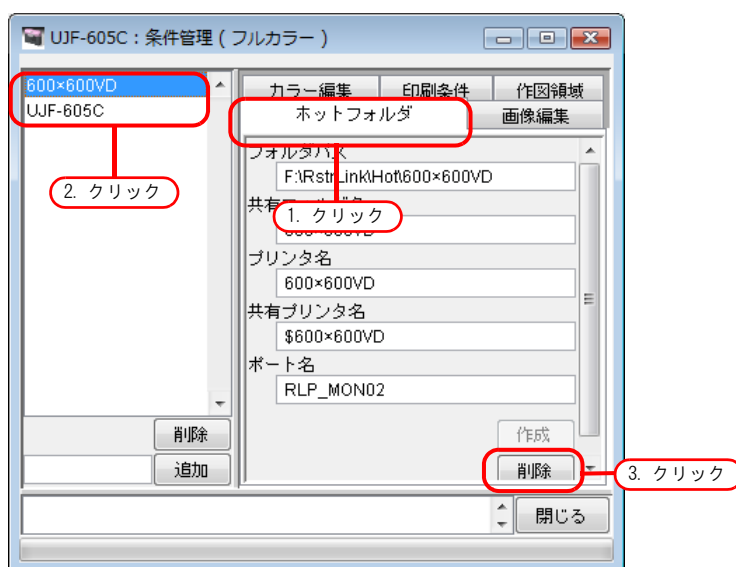 UJF-605C：条件管理 ( フルカラー )
600×600VD
UJF-605C
2. クリック
削除
追加
カラー編集 印刷条件 作図領域
ホットフォルダ 画像編集
フォルダパス
F:\RstrLink\Hot\600×600VD
共有
1. クリック
600×600VD
プリンタ名
600×600VD
共有プリンタ名
$600×600VD
ポート名
RLP_MON02
作成
削除
3. クリック
閉じる